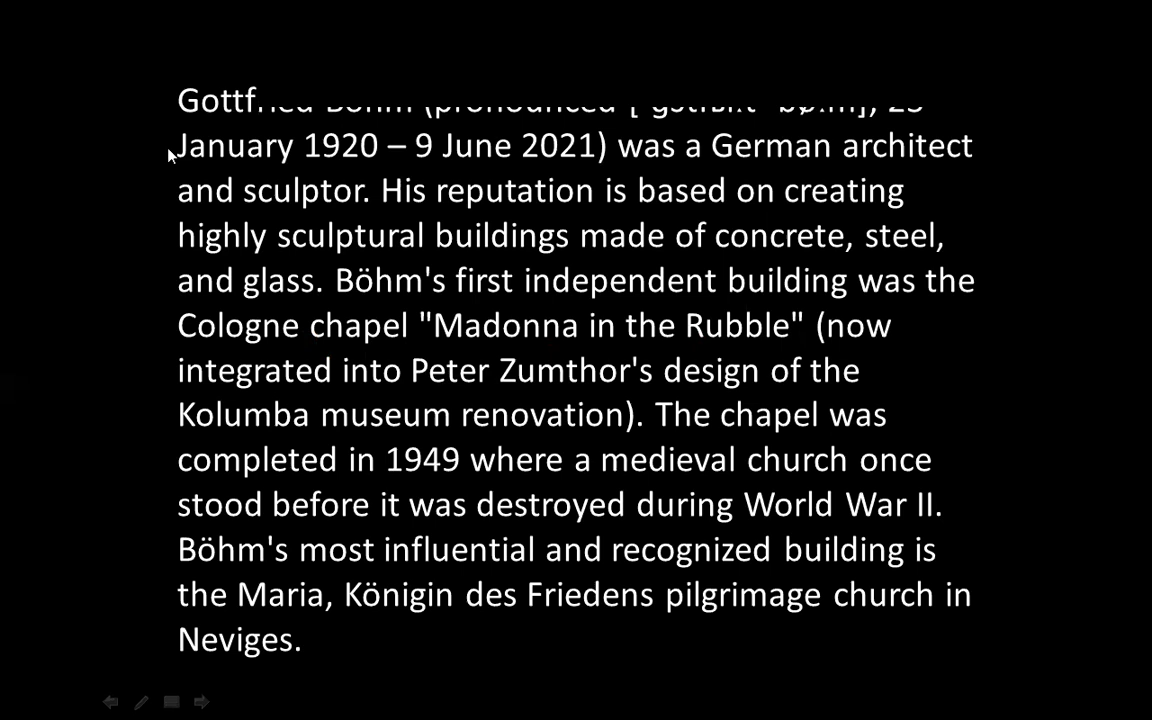 Gottfried Böhm (pronounced
January 1920 – 9 June 2021) was a German architect
and sculptor. His reputation is based on creating
highly sculptural buildings made of concrete, steel,
and glass. Böhm's first independent building was the
Cologne chapel "Madonna in the Rubble" (now
integrated into Peter Zumthor's design of the
Kolumba museum renovation). The chapel was
completed in 1949 where a medieval church once
stood before it was destroyed during World War II.
Böhm's most influential and recognized building is
the Maria, Königin des Friedens pilgrimage church in
Neviges.